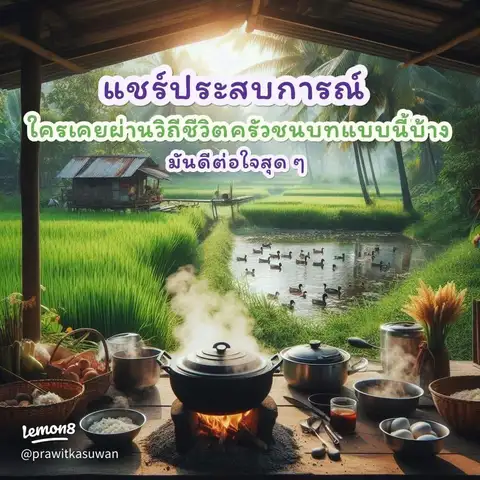 แชร์ประสบการณ์
ใครเคยผ่านวิถีชีวิตครัวชนบทแบบนี้บ้าง
มันดีต่อใจสุด ๆ
Lemon8
@prawitkasuwan